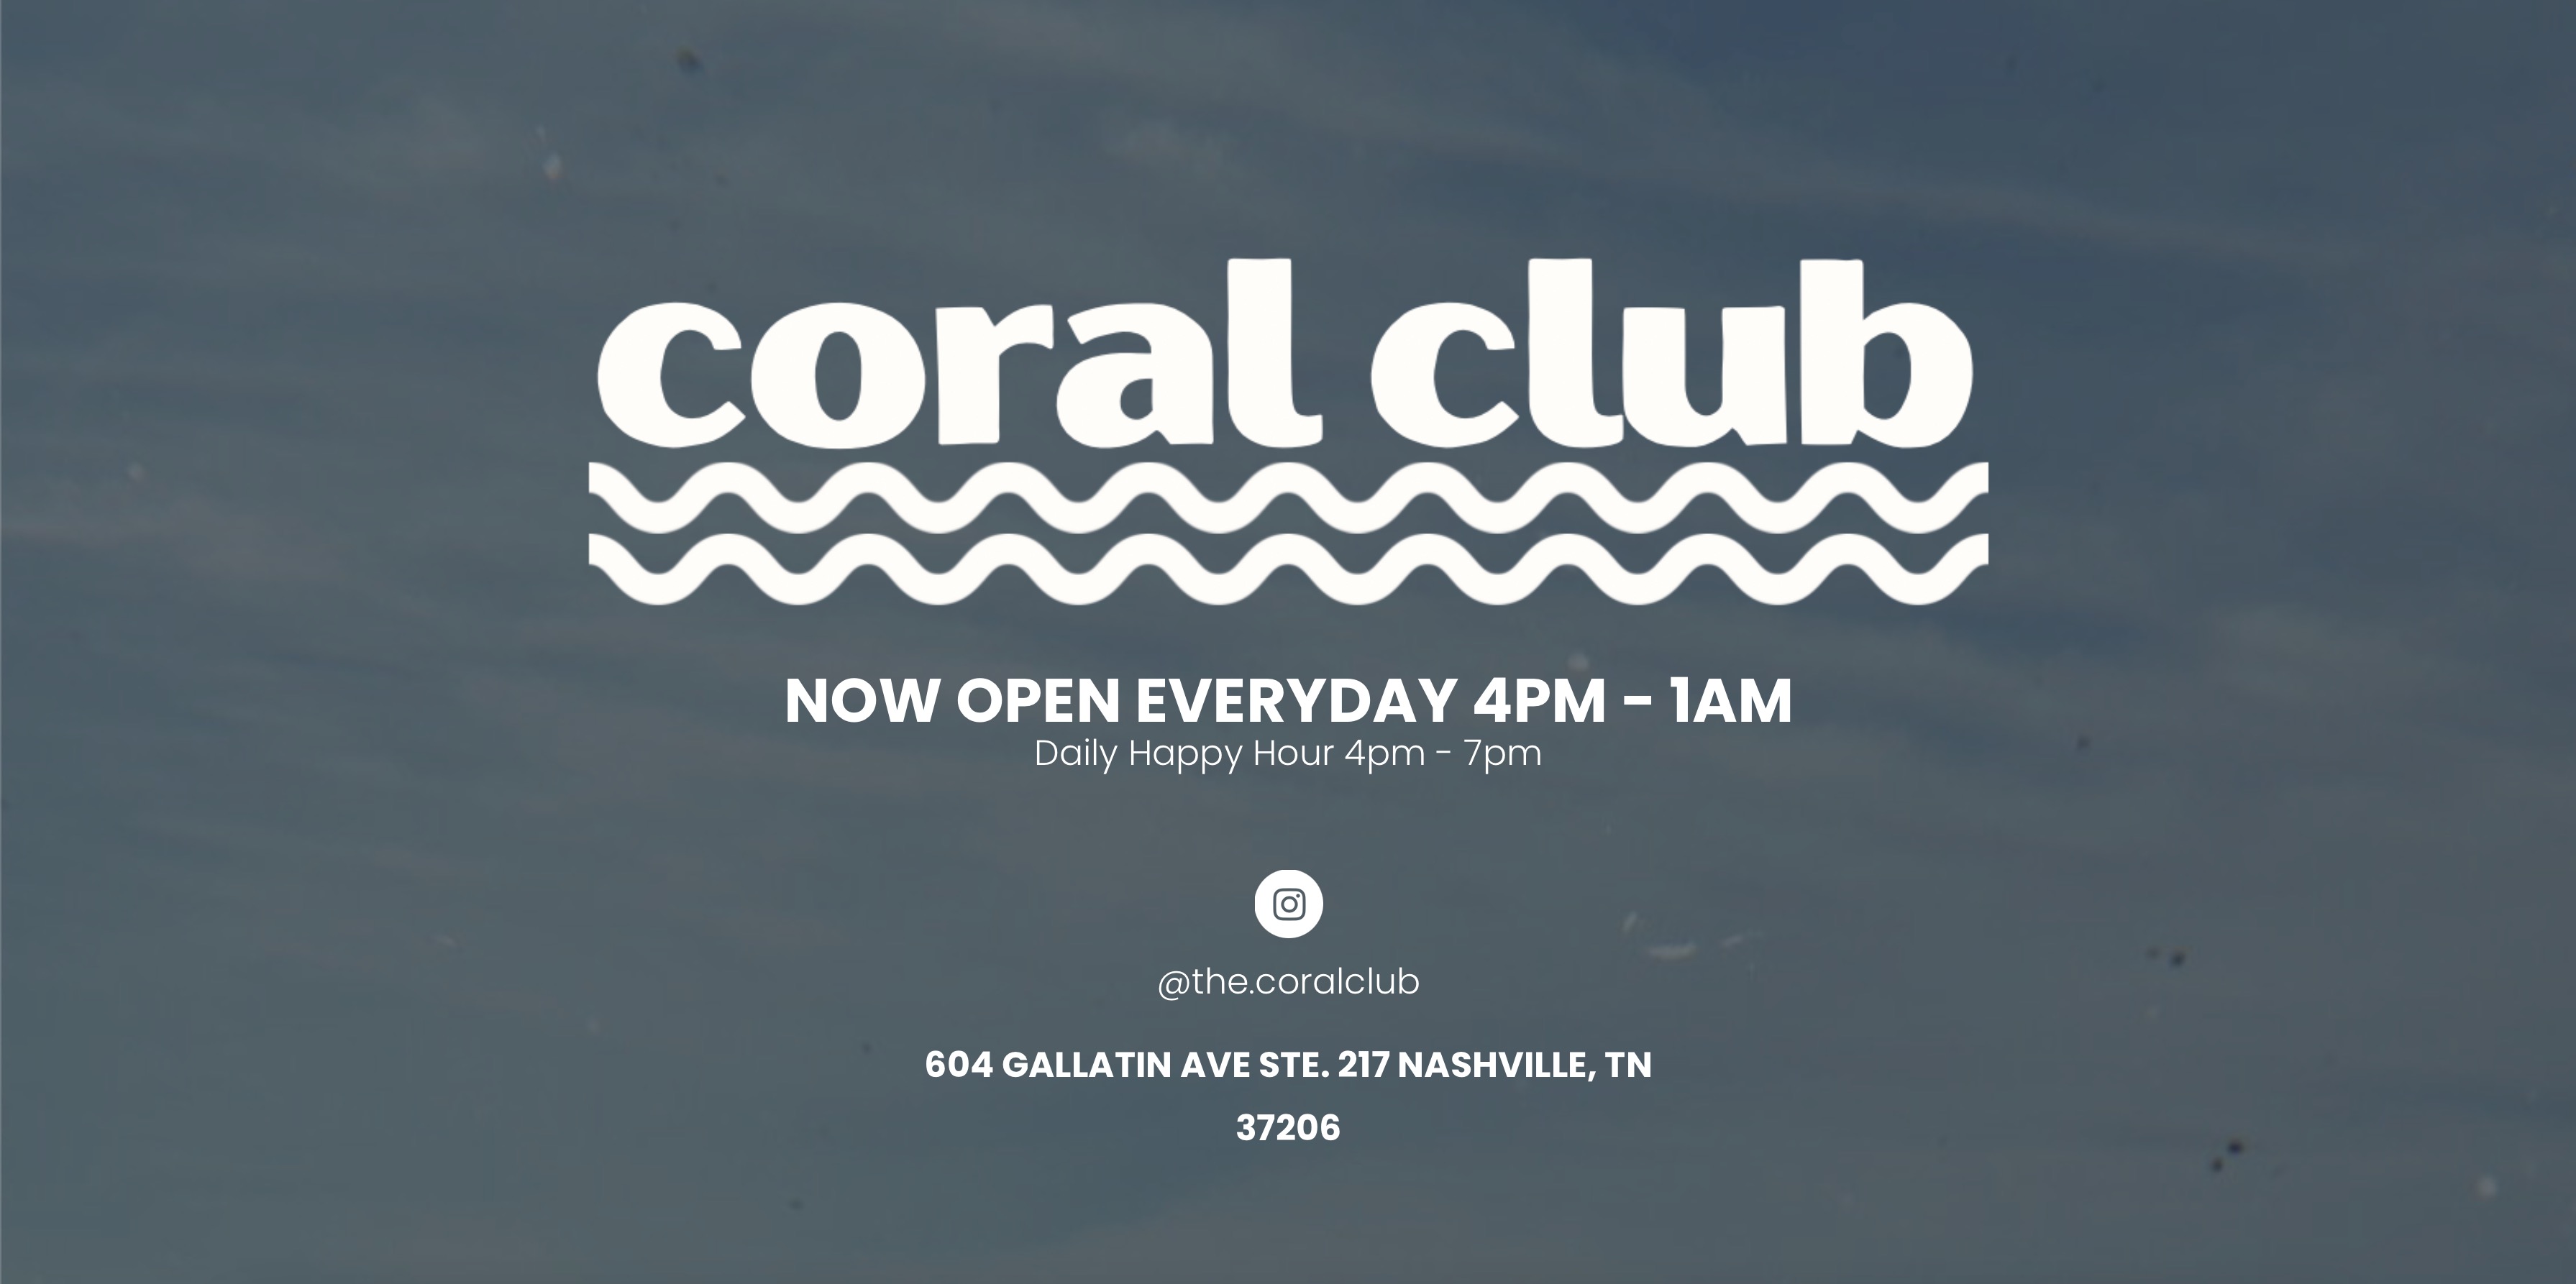 coral club
NOW OPEN EVERYDAY 4PM - 1AM
Daily Happy Hour 4pm - 7pm
@the.coralclub
604 GALLATIN AVE STE. 217 NASHVILLE, TN
37206